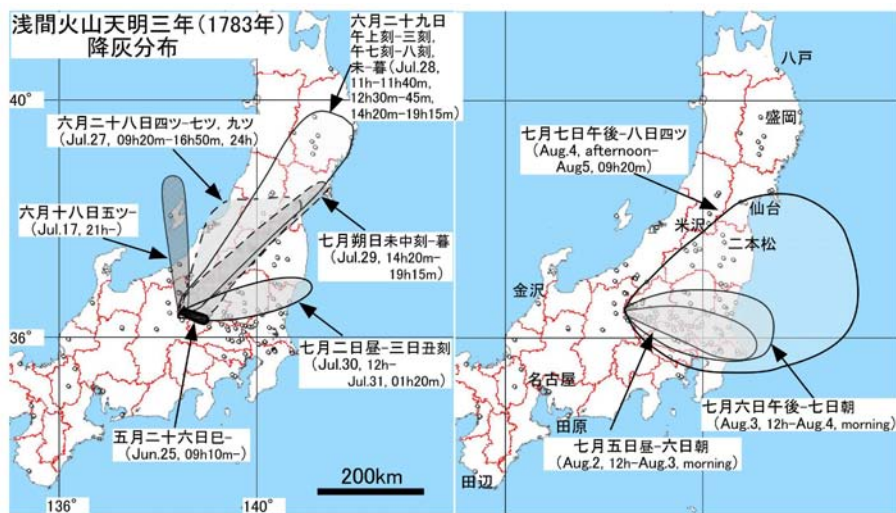 浅間火山天明三年(1783年)
降灰分布
六月二十九日
午上刻-三刻,
午七刻-八刻,
未-暮(Jul.28,
11h-11h40m,
12h30m-45m,
14h20m-19h15m)
40°
六月二十八日四ツ-七ツ, 九ツ
(Jul.27, 09h20m-16h50m, 24h)
六月十八日五ツ-
(Jul.17, 21h-)
七月朔日未中刻-暮
(Jul.29, 14h20m-
19h15m)
36°
七月二日昼-三日丑刻
(Jul.30, 12h-
Jul.31, 01h20m)
五月二十六日巳-
(Jun.25, 09h10m-)
200km
136°
140°
八戸
盛岡
七月七日午後-八日四ツ
(Aug.4, afternoon-
Aug5, 09h20m)
仙台
米沢
二本松
金沢
名古屋
田原
田辺
七月六日午後-七日朝
(Aug.3, 12h-Aug.4, morning)
七月五日昼-六日朝
(Aug.2, 12h-Aug.3, morning)